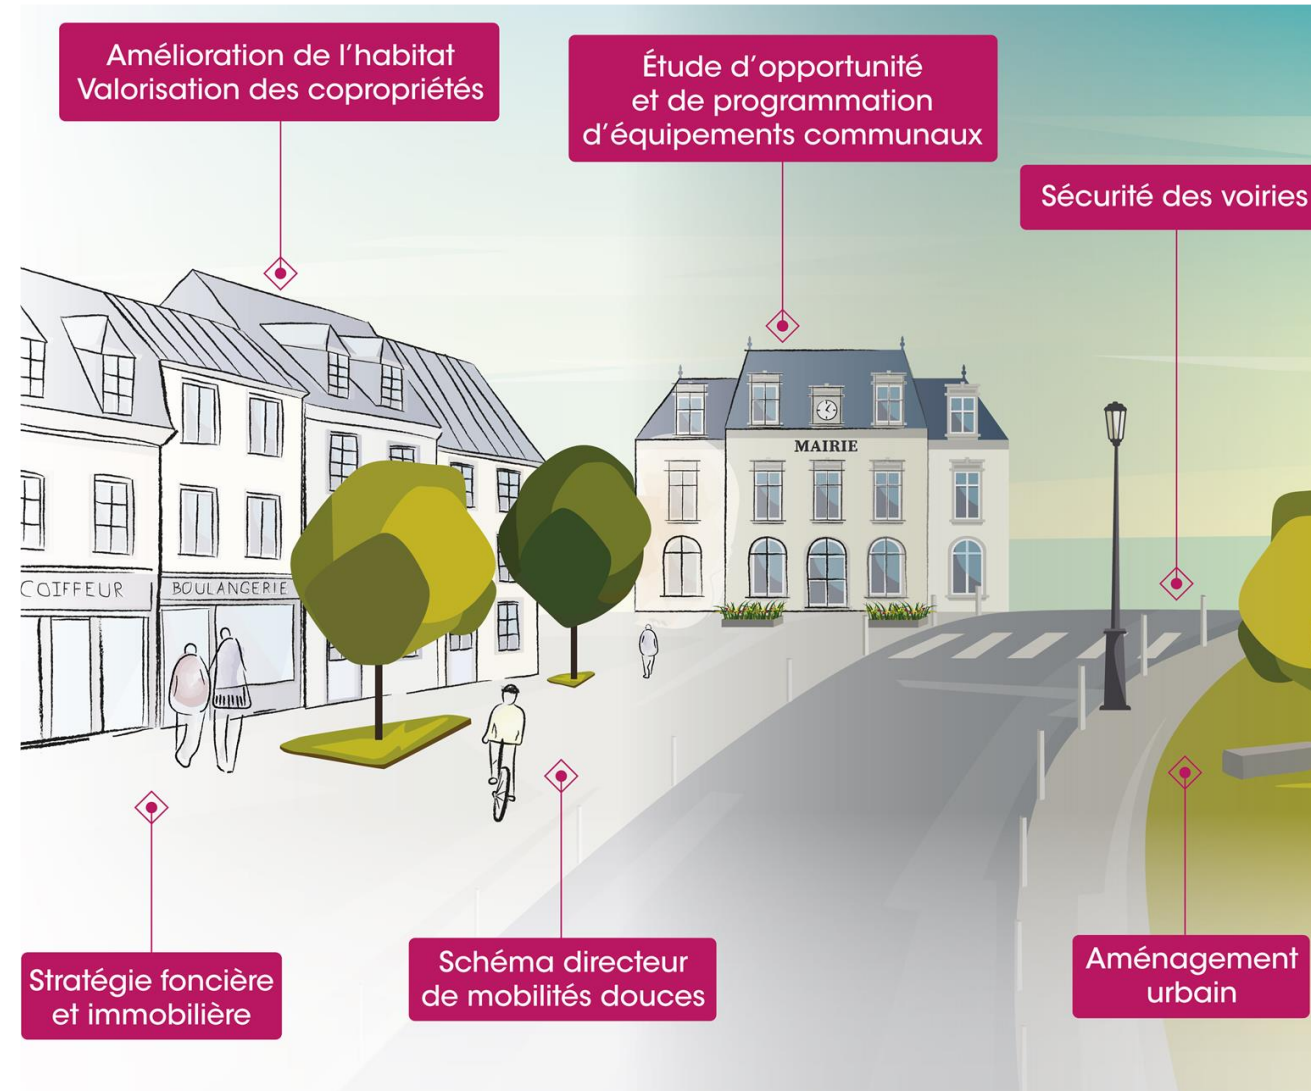 Amélioration de l'habitat
Valorisation des copropriétés
Étude d'opportunité
et de programmation
d'équipements communaux
Sécurité des voiries
MAIRIE
COIFFEUR
BOULANGERIE
Stratégie foncière
et immobilière
Schéma directeur
de mobilités douces
Aménagement
urbain